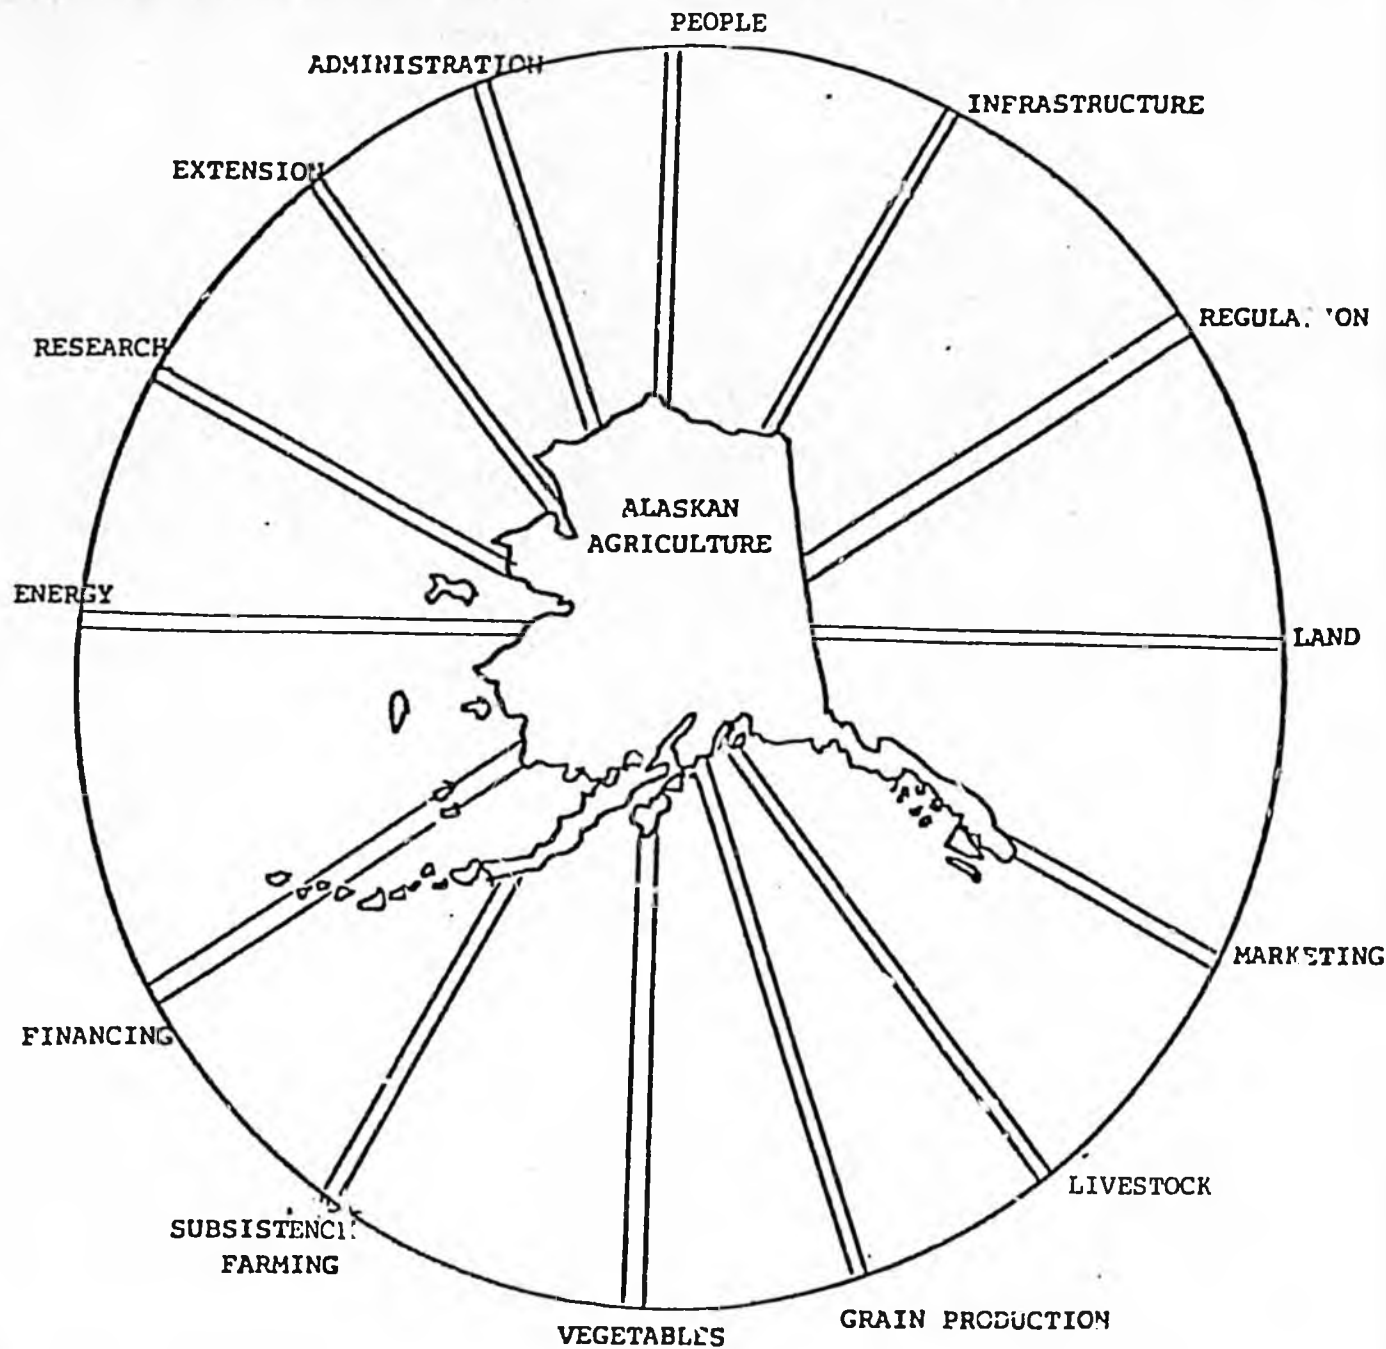 PEOPLE
ADMINISTRATION
INFRASTRUCTURE
EXTENSION
REGULATION
RESEARCH
ALASKAN
AGRICULTURE
ENERGY
LAND
MARKETING
FINANCING
LIVESTOCK
SUBSISTENCE
FARMING
GRAIN PRODUCTION
VEGETABLES